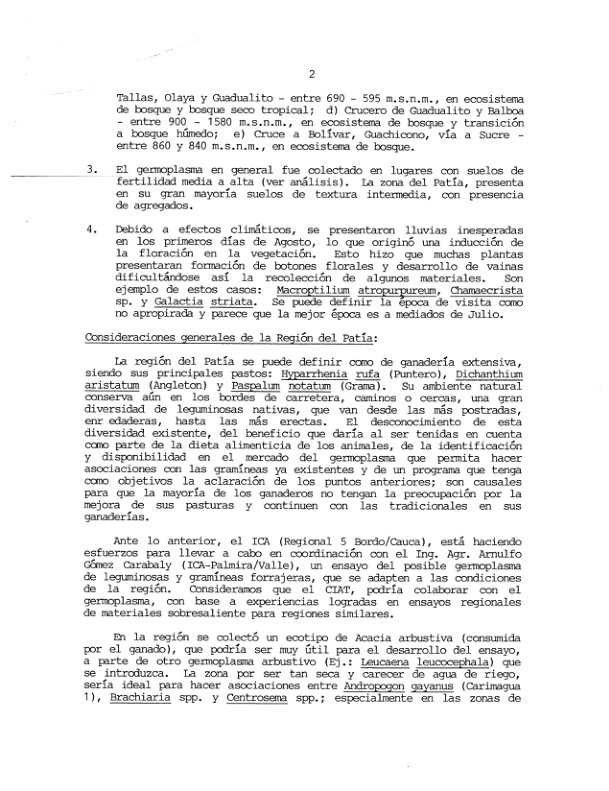 2
Tallas, Olaya y Guadualito - entre 690 - 595 m.s.n.m., en ecosistema
de bosque y bosque seco tropical; d) Crucero de Guadualito y Balboa
- entre 900 - 1580 m.s.n.m., en ecosistema de bosque y transición
a bosque húmedo; e) Cruce a Bolívar, Guachicono, vía a Sucre -
entre 860 y 840 m.s.n.m., en ecosistema de bosque.
3. El germoplasma en general fue colectado en lugares con suelos de
fertilidad media a alta (ver análisis). La zona del Patía, presenta
en su gran mayoría suelos de textura intermedia, con presencia
de agregados.
4. Debido a efectos climáticos, se presentaron lluvias inesperadas
en los primeros días de Agosto, lo que originó una inducción de
la floración en la vegetación. Esto hizo que muchas plantas
presentaran formación de botones florales y desarrollo de vainas
dificultándose así la recolección de algunos materiales. Son
ejemplo de estos casos: Macroptilium atropurpureum, Chamaecrista
sp. y Galactia striata. Se puede definir la época de visita como
no apropirada y parece que la mejor época es a mediados de Julio.
Consideraciones generales de la Región del Patía:
La región del Patía se puede definir como de ganadería extensiva,
siendo sus principales pastos: Hyparrhenia rufa (Puntero), Dichanthium
aristatum (Angleton) y Paspalum notatum (Grama). Su ambiente natural
conserva aún en los bordes de carretera, caminos o cercas, una gran
diversidad de leguminosas nativas, que van desde las más postradas,
enr edaderas, hasta las más erectas. El desconocimiento de esta
diversidad existente, del beneficio que daría al ser tenidas en cuenta
como parte de la dieta alimenticia de los animales, de la identificación
y disponibilidad en el mercado del germoplasma que permita hacer
asociaciones con las gramíneas ya existentes y de un programa que tenga
como objetivos la aclaración de los puntos anteriores; son causales
para que la mayoría de los ganaderos no tengan la preocupación por la
mejora de sus pasturas y continuen con las tradicionales en sus
ganaderías.
Ante lo anterior, el ICA (Regional 5 Bordo/Cauca), está haciendo
esfuerzos para llevar a cabo en coordinación con el Ing. Agr. Arnulfo
Gómez Carabaly (ICA-Palmira/Valle), un ensayo del posible germoplasma
de leguminosas y gramíneas forrajeras, que se adapten a las condiciones
de la región. Consideramos que el CIAT, podría colaborar con el
germoplasma, con base a experiencias logradas en ensayos regionales
de materiales sobresaliente para regiones similares.
En la región se colectó un ecotipo de Acacia arbustiva (consumida
por el ganado), que podría ser muy útil para el desarrollo del ensayo,
a parte de otro germoplasma arbustivo (Ej.: Leucaena leucocephala) que
se introduzca. La zona por ser tan seca y carecer de agua de riego,
sería ideal para hacer asociaciones entre Andropogon gayanus (Carimagua
1), Brachiaria spp. y Centrosema spp.; especialmente en las zonas de